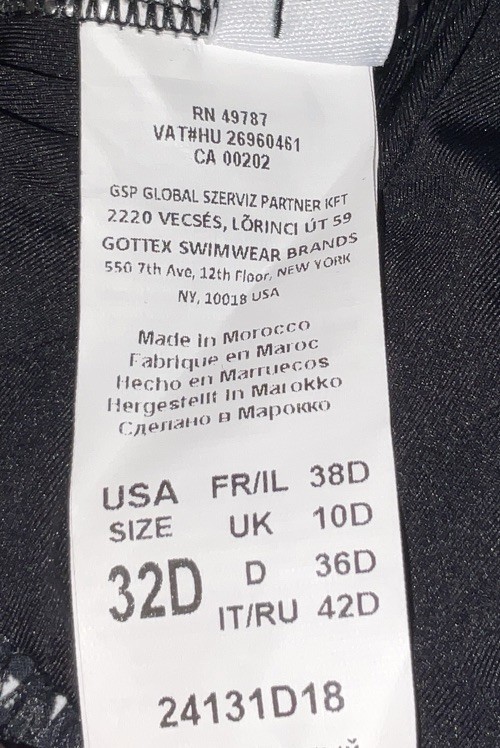 RN 49787
VAT#HU 26960461
CA 00202
GSP GLOBAL SZERVIZ PARTNER KFT
2220 VECSÉS, LŐRINCI ÚT 59
GOTTEX SWIMWEAR BRANDS
550 7th Ave, 12th Floor, NEW YORK
NY, 10018 USA
Made in Morocco
Fabrique en Maroc
Hecho en Marruecos
Hergestellt in Marokko
Сделано в Марокко
USA SIZE 32D
FR/IL 38D
UK 10D
D 36D
IT/RU 42D
24131D18